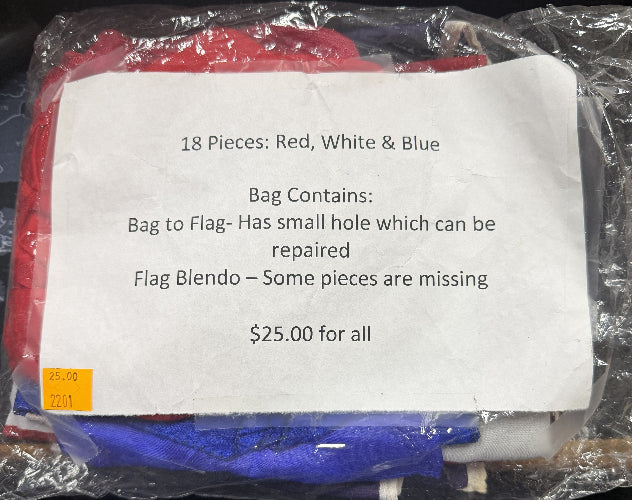 18 Pieces: Red, White & Blue
Bag Contains:
Bag to Flag- Has small hole which can be
repaired
Flag Blendo – Some pieces are missing
$25.00 for all
25.00
2201